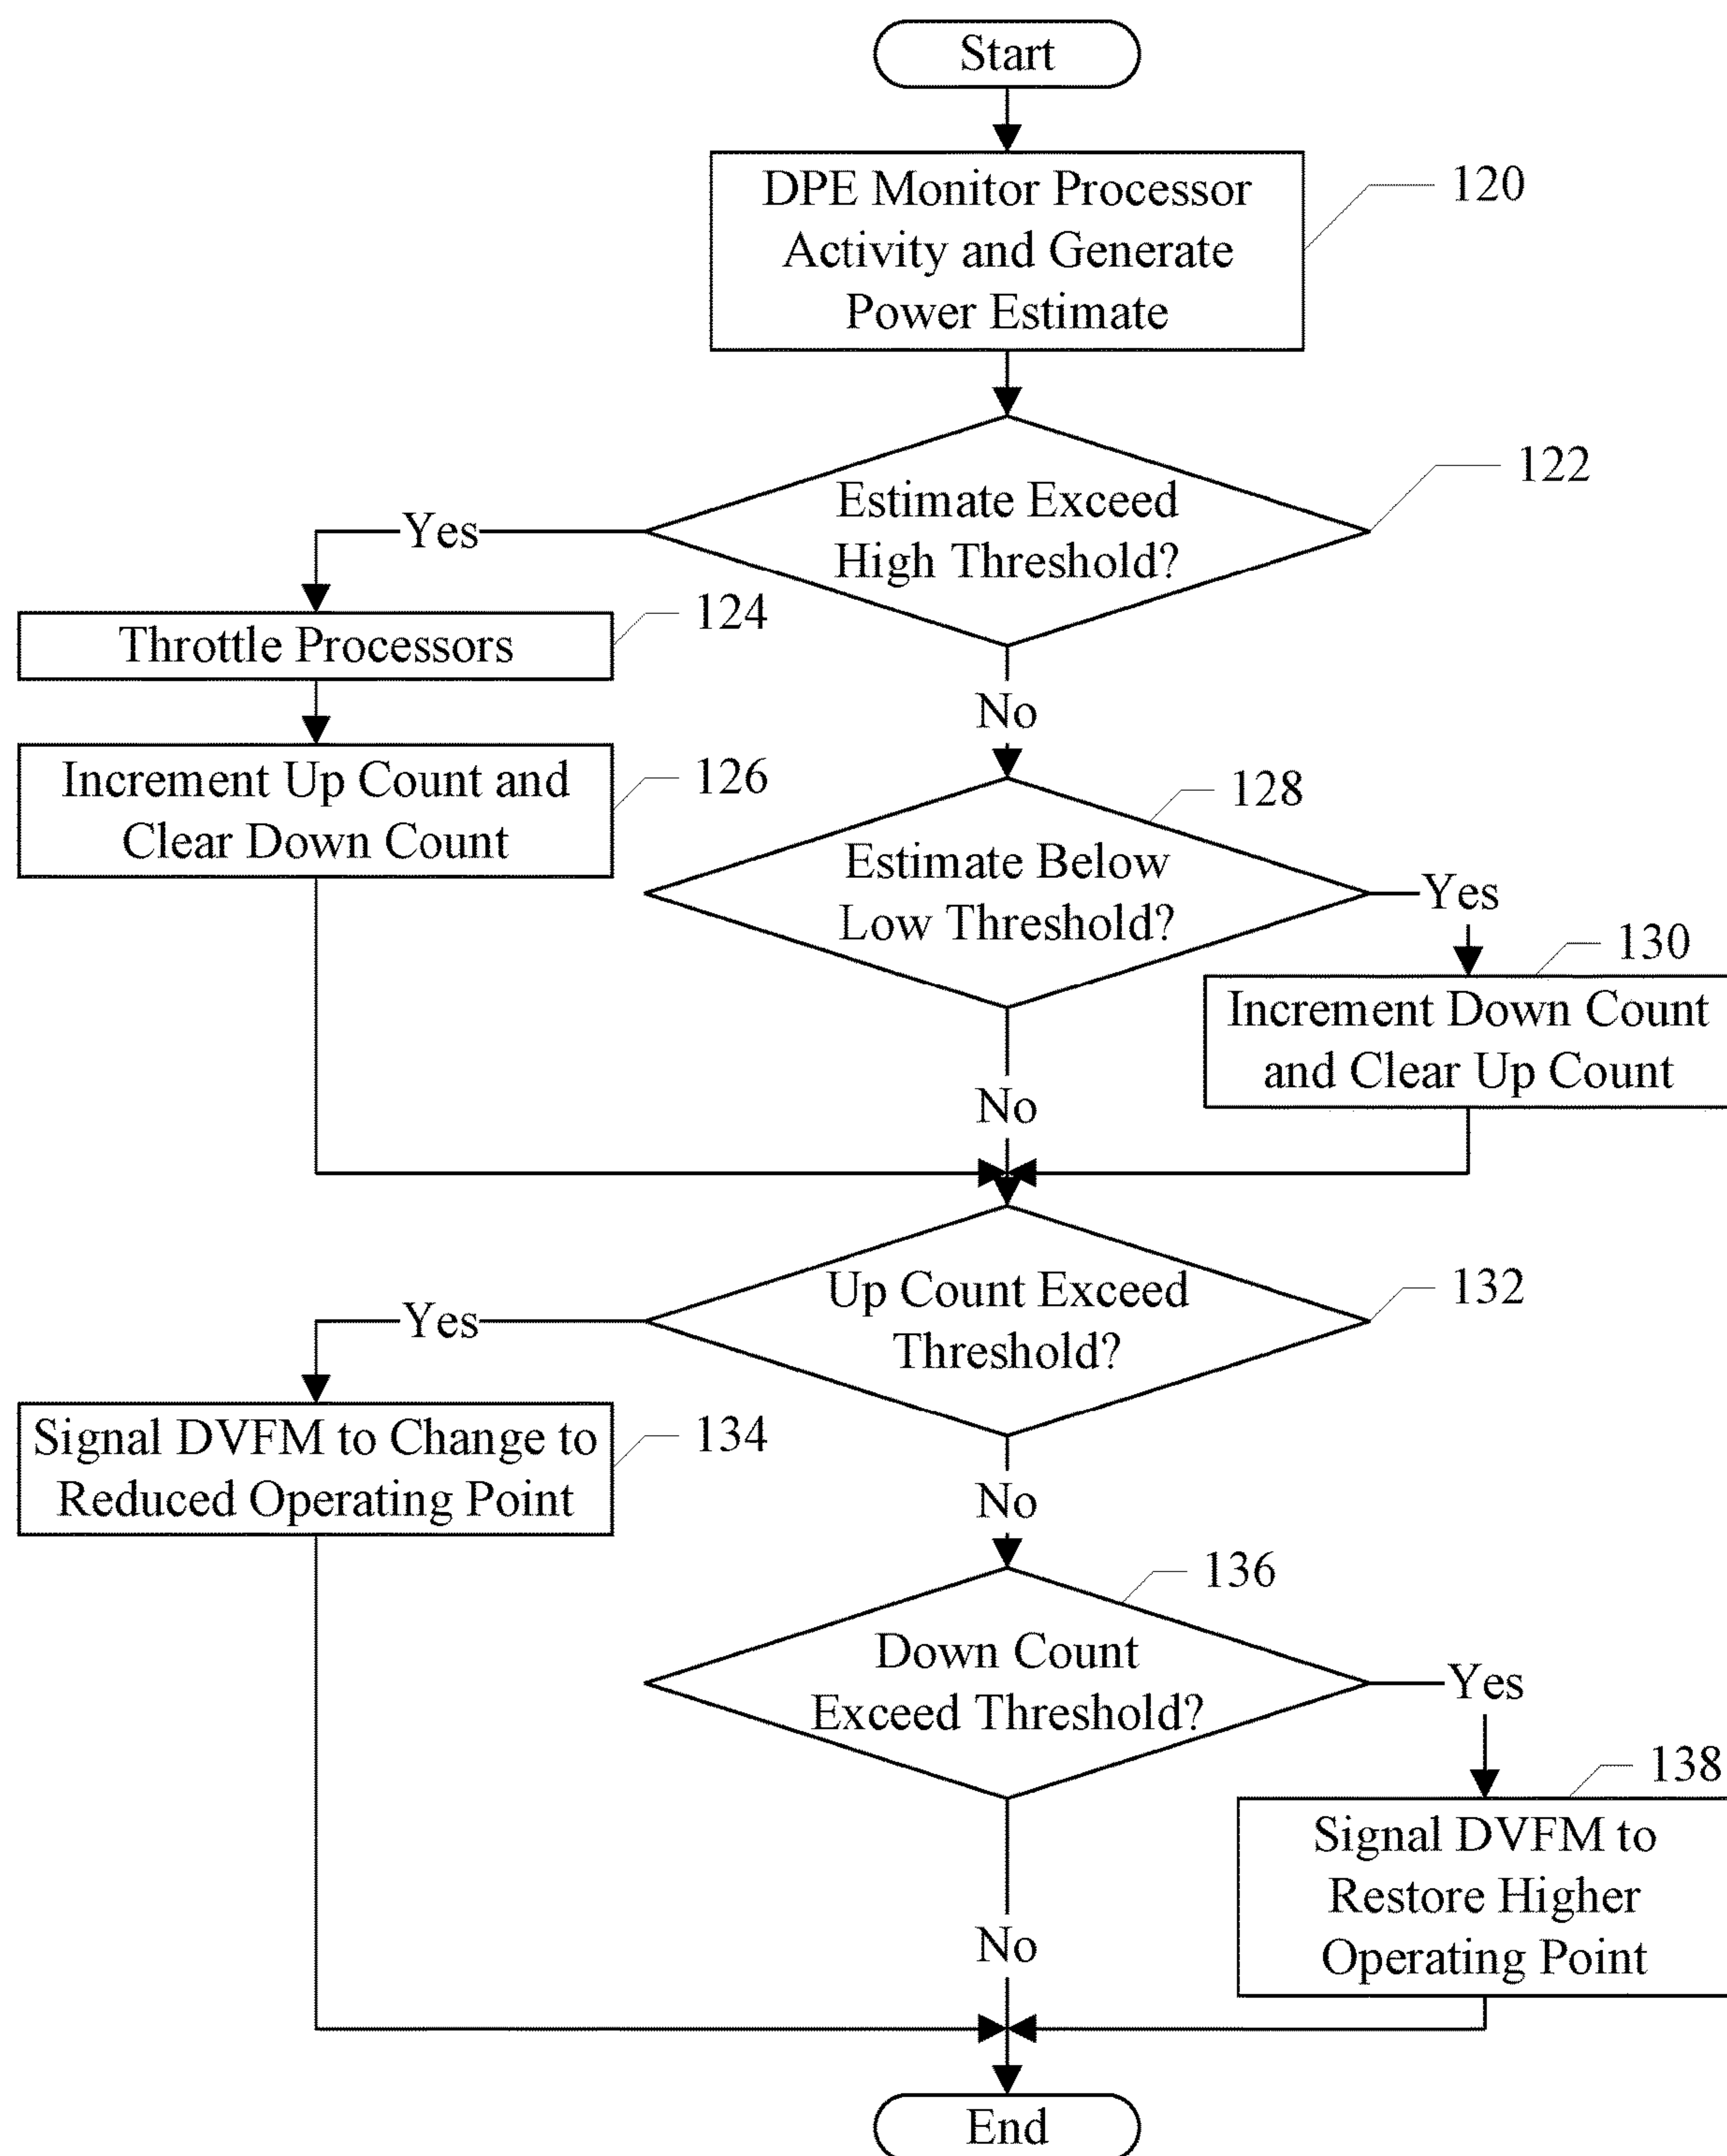 Start
DPE Monitor Processor
Activity and Generate
Power Estimate
120
Estimate Exceed
High Threshold?
122
Yes
Throttle Processors
124
No
Increment Up Count and
Clear Down Count
126
Estimate Below
Low Threshold?
128
Yes
130
Increment Down Count
and Clear Up Count
No
Up Count Exceed
Threshold?
132
Yes
Signal DVFM to Change to
Reduced Operating Point
134
No
Down Count
Exceed Threshold?
136
Yes
138
Signal DVFM to
Restore Higher
Operating Point
No
End